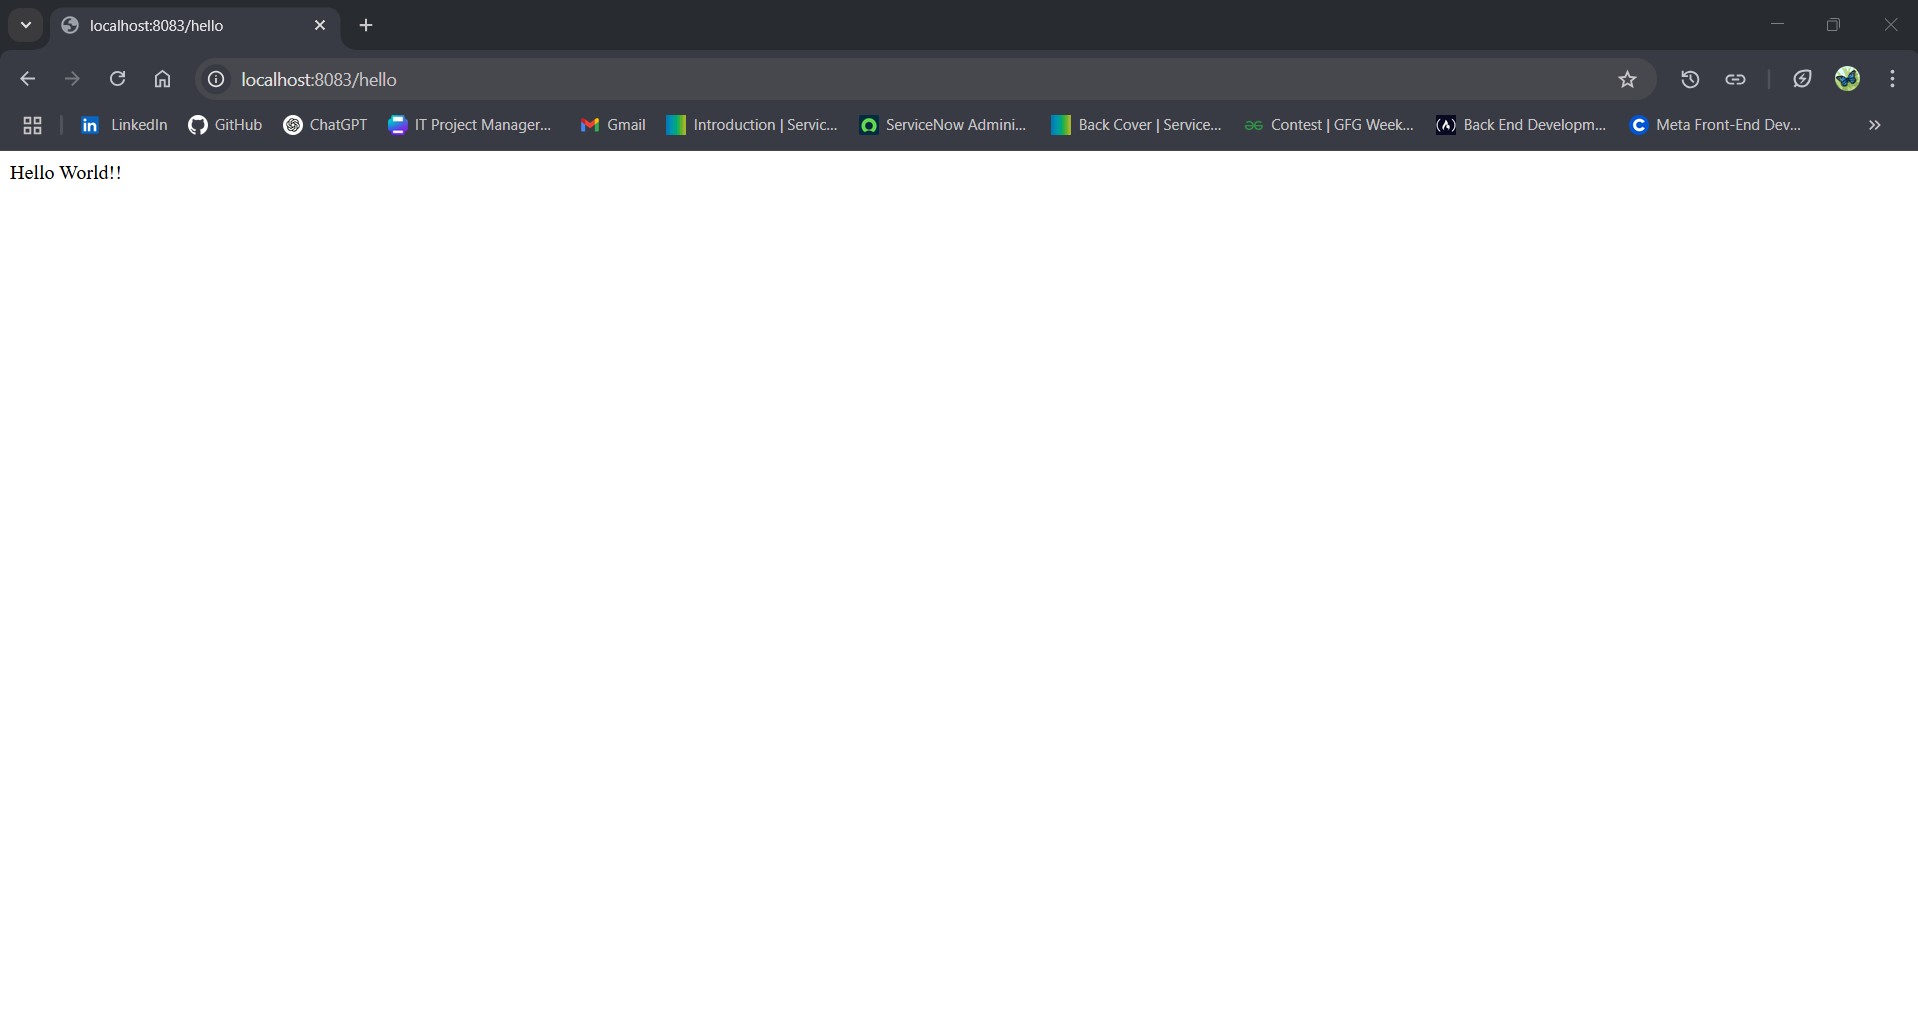 localhost:8083/hello
localhost:8083/hello
LinkedIn GitHub ChatGPT IT Project Manager... Gmail Introduction | Servic... ServiceNow Admini... Back Cover | Service... Contest | GFG Week... Back End Developm... Meta Front-End Dev...
Hello World!!